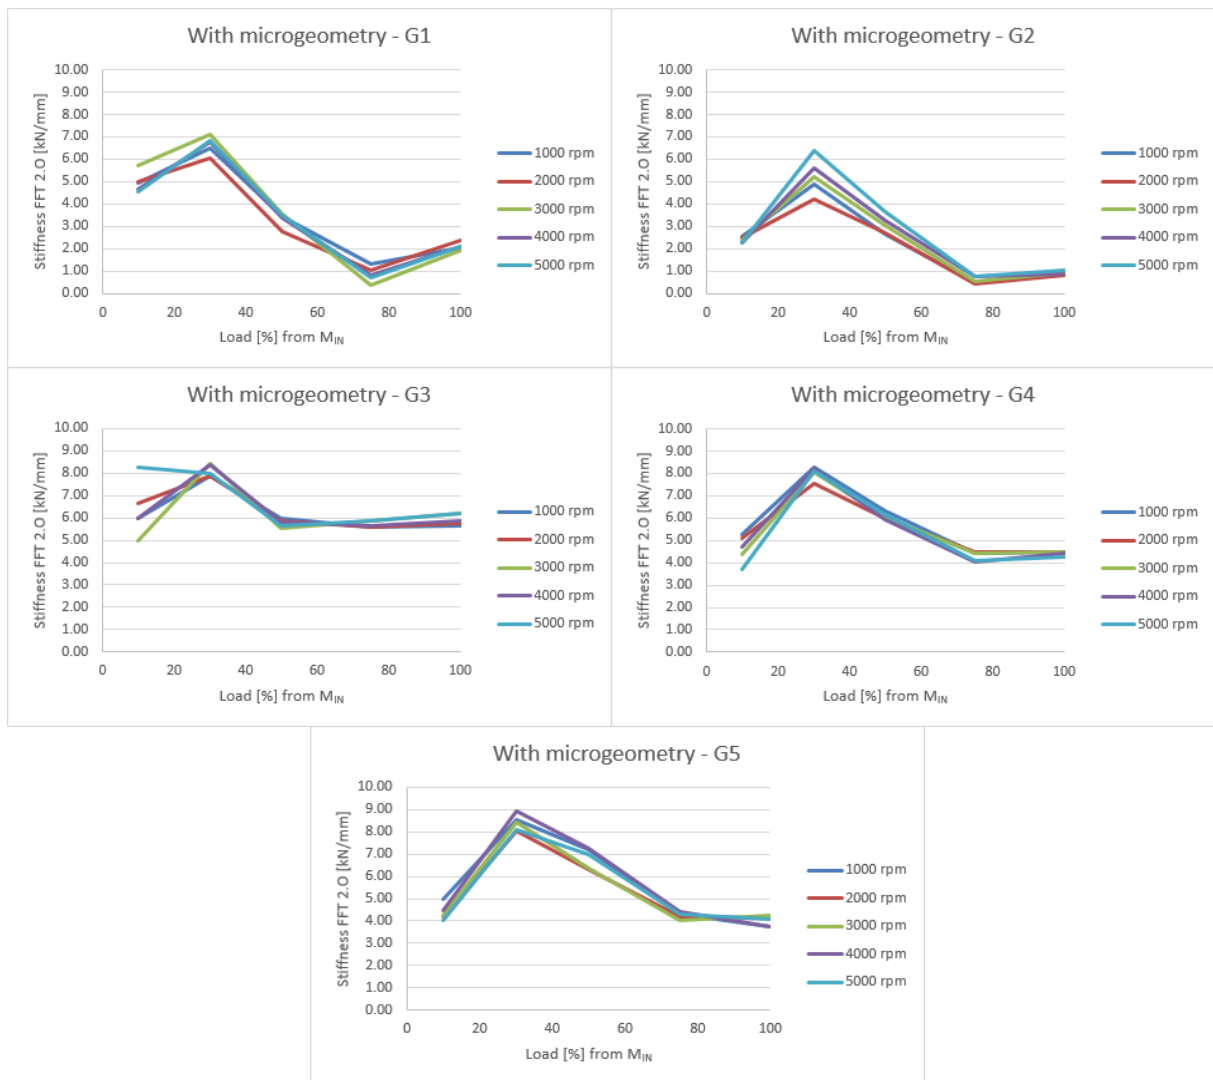 With microgeometry - G1
Stiffness FFT 2.O [kN/mm]
10.00
9.00
8.00
7.00
6.00
5.00
4.00
3.00
2.00
1.00
0.00
0 20 40 60 80 100
Load [%] from M_IN
1000 rpm
2000 rpm
3000 rpm
4000 rpm
5000 rpm
With microgeometry - G2
Stiffness FFT 2.O [kN/mm]
10.00
9.00
8.00
7.00
6.00
5.00
4.00
3.00
2.00
1.00
0.00
0 20 40 60 80 100
Load [%] from M_IN
1000 rpm
2000 rpm
3000 rpm
4000 rpm
5000 rpm
With microgeometry - G3
Stiffness FFT 2.O [kN/mm]
10.00
9.00
8.00
7.00
6.00
5.00
4.00
3.00
2.00
1.00
0.00
0 20 40 60 80 100
Load [%] from M_IN
1000 rpm
2000 rpm
3000 rpm
4000 rpm
5000 rpm
With microgeometry - G4
Stiffness FFT 2.O [kN/mm]
10.00
9.00
8.00
7.00
6.00
5.00
4.00
3.00
2.00
1.00
0.00
0 20 40 60 80 100
Load [%] from M_IN
1000 rpm
2000 rpm
3000 rpm
4000 rpm
5000 rpm
With microgeometry - G5
Stiffness FFT 2.O [kN/mm]
10.00
9.00
8.00
7.00
6.00
5.00
4.00
3.00
2.00
1.00
0.00
0 20 40 60 80 100
Load [%] from M_IN
1000 rpm
2000 rpm
3000 rpm
4000 rpm
5000 rpm